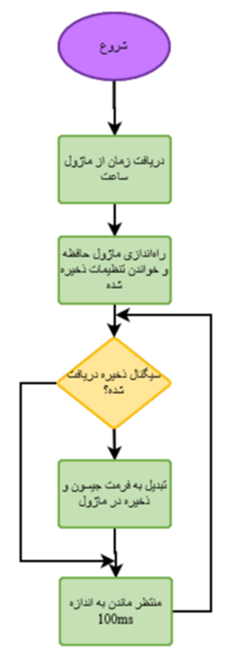 شروع
دریافت زمان از ماژول
ساعت
راه‌اندازی ماژول حافظه
و خواندن تنظیمات ذخیره
شده
سیگنال ذخیره دریافت
شده؟
تبدیل به فرمت جیسون و
ذخیره در ماژول
منتظر ماندن به اندازه
100ms